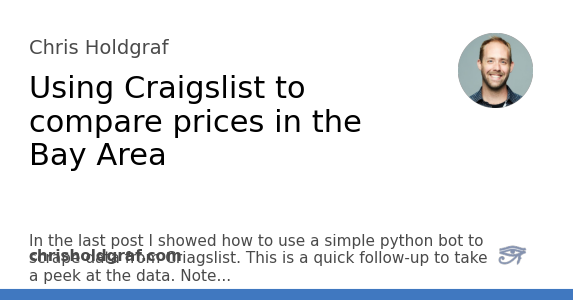 Chris Holdgraf
Using Craigslist to
compare prices in the
Bay Area
In the last post I showed how to use a simple python bot to
scrape data from Criagslist. This is a quick follow-up to take
chrisholdgraf.com
a peek at the data. Note...